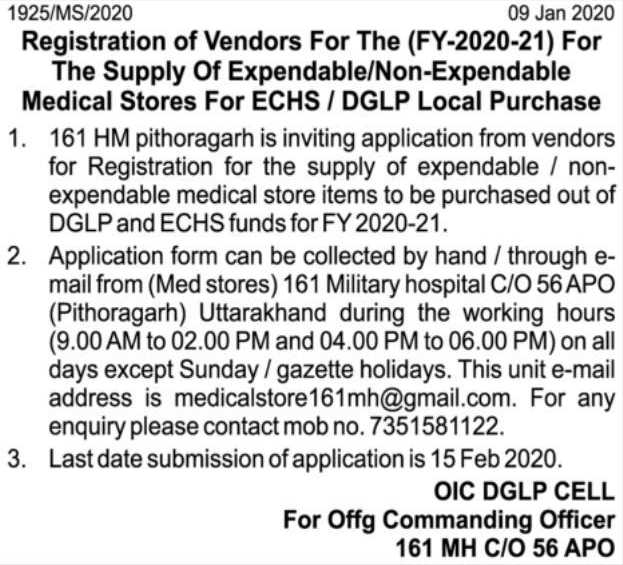 1925/MS/2020 09 Jan 2020
Registration of Vendors For The (FY-2020-21) For
The Supply Of Expendable/Non-Expendable
Medical Stores For ECHS / DGLP Local Purchase
1. 161 HM pithoragarh is inviting application from vendors
for Registration for the supply of expendable / non-
expendable medical store items to be purchased out of
DGLP and ECHS funds for FY 2020-21.
2. Application form can be collected by hand / through e-
mail from (Med stores) 161 Military hospital C/O 56 APO
(Pithoragarh) Uttarakhand during the working hours
(9.00 AM to 02.00 PM and 04.00 PM to 06.00 PM) on all
days except Sunday / gazette holidays. This unit e-mail
address is medicalstore161mh@gmail.com. For any
enquiry please contact mob no. 7351581122.
3. Last date submission of application is 15 Feb 2020.
OIC DGLP CELL
For Offg Commanding Officer
161 MH C/O 56 APO